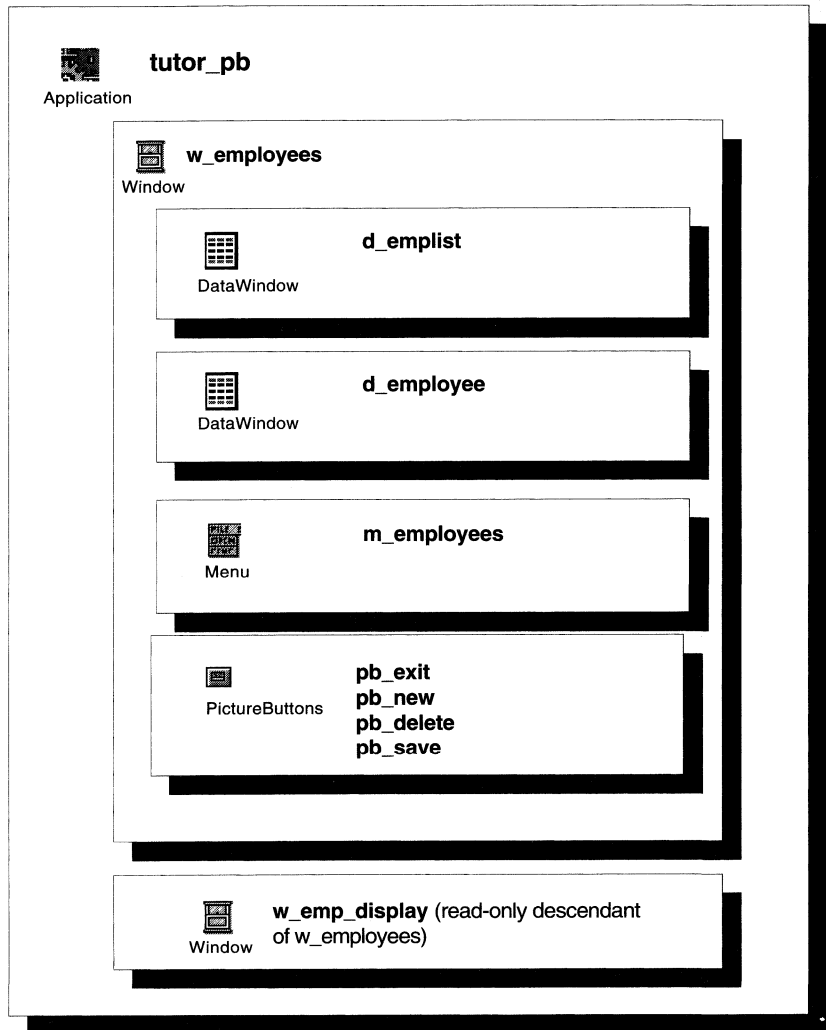 tutor_pb
Application
w_employees
Window
d_emplist
DataWindow
d_employee
DataWindow
m_employees
Menu
pb_exit
pb_new
pb_delete
pb_save
PictureButtons
w_emp_display (read-only descendant
of w_employees)
Window